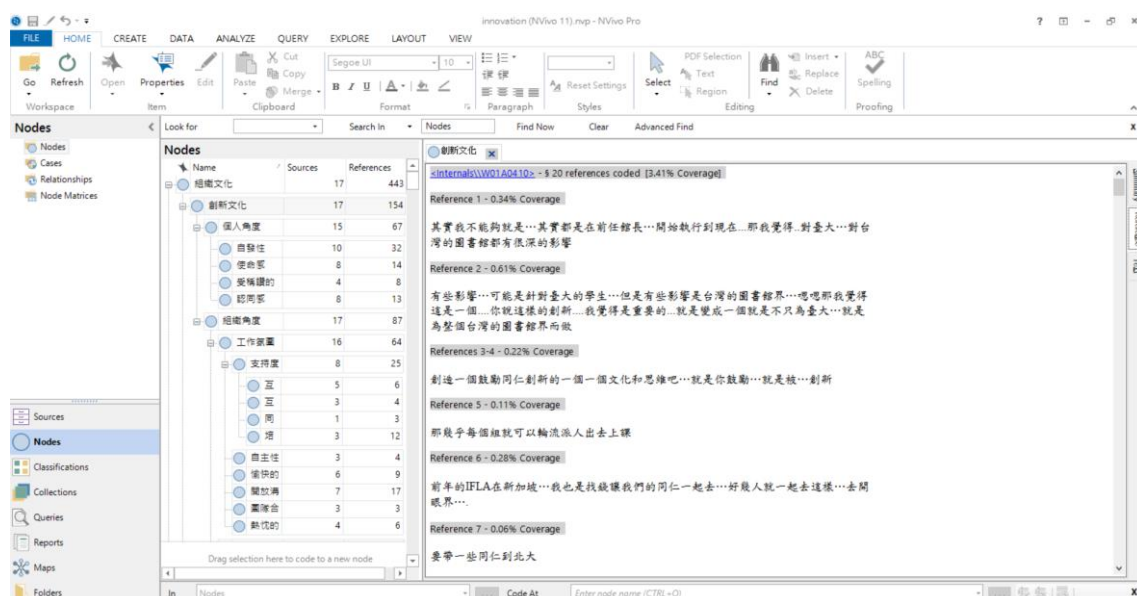 innovation (NVivo 11).nvp - NVivo Pro
FILE HOME CREATE DATA ANALYZE QUERY EXPLORE LAYOUT VIEW
Go Refresh Open Properties Edit Paste Cut Copy Merge
Segoe UI 10
B I U A
Reset Settings
Select PDF Selection Text Region Find Insert Replace Delete ABC Spelling
Workspace Item Clipboard Format Paragraph Styles Editing Proofing
Nodes
Nodes
Cases
Relationships
Node Matrices
Sources
Nodes
Classifications
Collections
Queries
Reports
Maps
Folders
Look for Search In Nodes Find Now Clear Advanced Find
Nodes
Name Sources References
組織文化 17 443
創新文化 17 154
個人角度 15 67
自發性 10 32
使命感 8 14
受稱讚的 4 8
認同感 8 13
組織角度 17 87
工作氛圍 16 64
支持度 8 25
互 5 6
互 3 4
同 1 3
培 3 12
自主性 3 4
愉快的 6 9
開放溝 7 17
團隊合 3 3
熱忱的 4 6
Drag selection here to code to a new node
創新文化
<Internals\\W01A0410> - § 20 references coded [3.41% Coverage]
Reference 1 - 0.34% Coverage
其實我不能夠就是…其實都是在前任館長…開始執行到現在...那我覺得..對臺大…對台
灣的圖書館都有很深的影響
Reference 2 - 0.61% Coverage
有些影響…可能是針對臺大的學生…但是有些影響是台灣的圖書館界…嗯嗯那我覺得
這是一個....你說這樣的創新....我覺得是重要的...就是變成一個就是不只為臺大…就是
為整個台灣的圖書館界而做
References 3-4 - 0.22% Coverage
創造一個鼓勵同仁創新的一個一個文化和思維吧…就是你鼓勵…就是被…創新
Reference 5 - 0.11% Coverage
那幾乎每個組就可以輪流派人出去上課
Reference 6 - 0.28% Coverage
前年的IFLA在新加坡…我也是找錢讓我們的同仁一起去…好幾人就一起去這樣…去開
眼界….
Reference 7 - 0.06% Coverage
要帶一些同仁到北大
In Nodes Code At Enter node name (CTRL+Q)